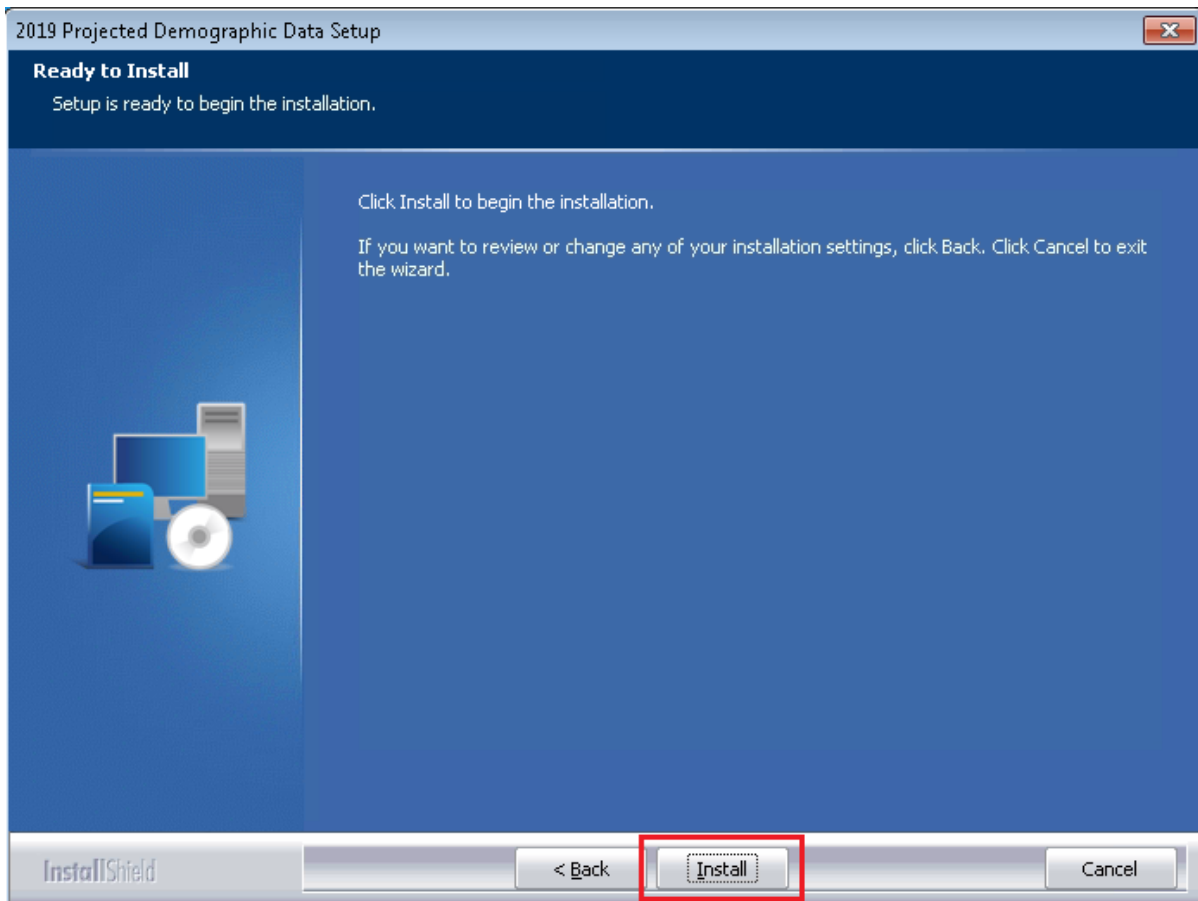 2019 Projected Demographic Data Setup
Ready to Install
Setup is ready to begin the installation.
Click Install to begin the installation.
If you want to review or change any of your installation settings, click Back. Click Cancel to exit
the wizard.
InstallShield
< Back
Install
Cancel